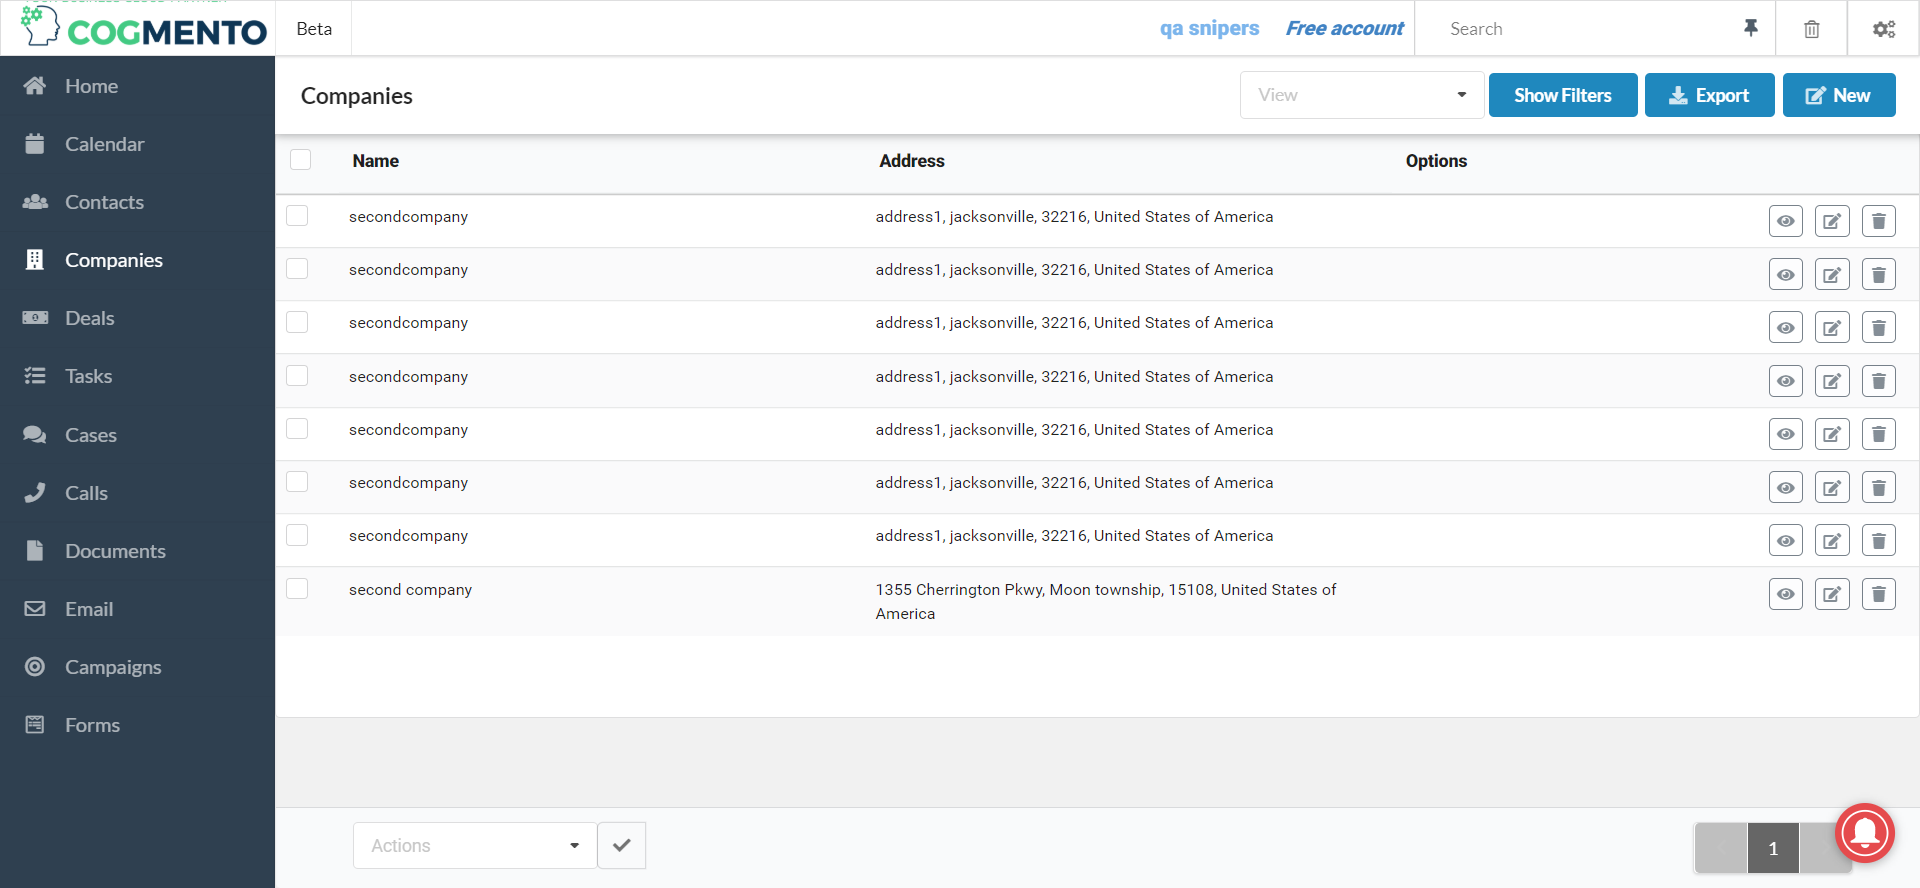 COGMENTO
Beta
qa snipers
Free account
Search
Home
Calendar
Contacts
Companies
Deals
Tasks
Cases
Calls
Documents
Email
Campaigns
Forms
Companies
View
Show Filters
Export
New
Name
Address
Options
secondcompany
address1, jacksonville, 32216, United States of America
secondcompany
address1, jacksonville, 32216, United States of America
secondcompany
address1, jacksonville, 32216, United States of America
secondcompany
address1, jacksonville, 32216, United States of America
secondcompany
address1, jacksonville, 32216, United States of America
secondcompany
address1, jacksonville, 32216, United States of America
secondcompany
address1, jacksonville, 32216, United States of America
second company
1355 Cherrington Pkwy, Moon township, 15108, United States of
America
Actions
1